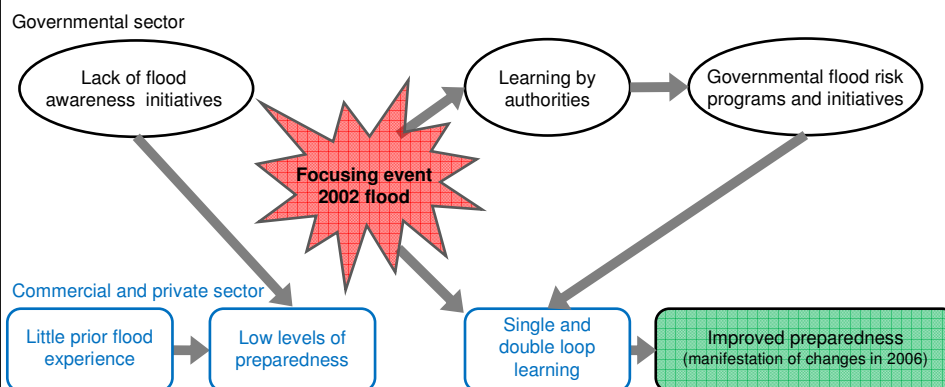 Governmental sector
Lack of flood
awareness initiatives
Learning by
authorities
Governmental flood risk
programs and initiatives
Focusing event
2002 flood
Commercial and private sector
Little prior flood
experience
Low levels of
preparedness
Single and
double loop
learning
Improved preparedness
(manifestation of changes in 2006)